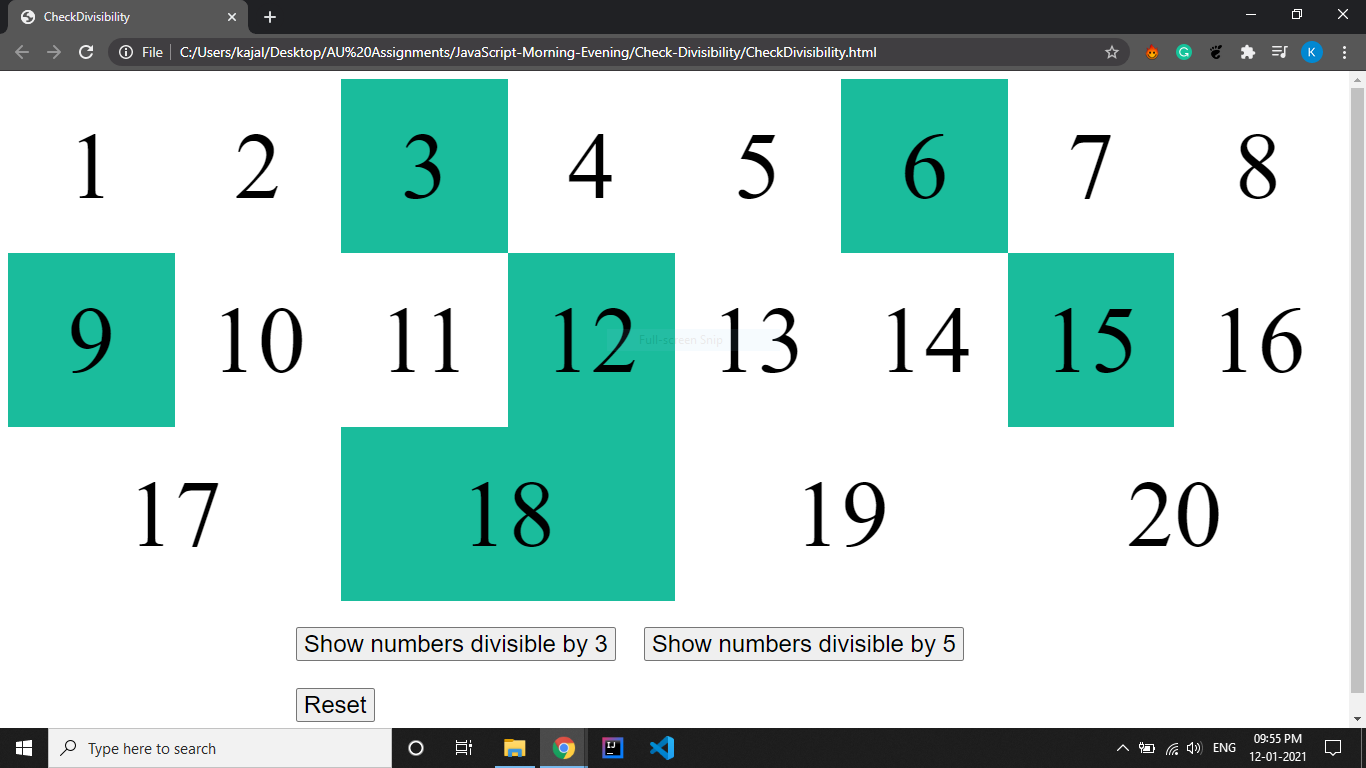 CheckDivisibility
File C:/Users/kajal/Desktop/AU%20Assignments/JavaScript-Morning-Evening/Check-Divisibility/CheckDivisibility.html
K
1 2 3 4 5 6 7 8
9 10 11 12 13 14 15 16
Full-screen Snip
17 18 19 20
Show numbers divisible by 3 Show numbers divisible by 5
Reset
Type here to search
IJ
ENG
09:55 PM
12-01-2021